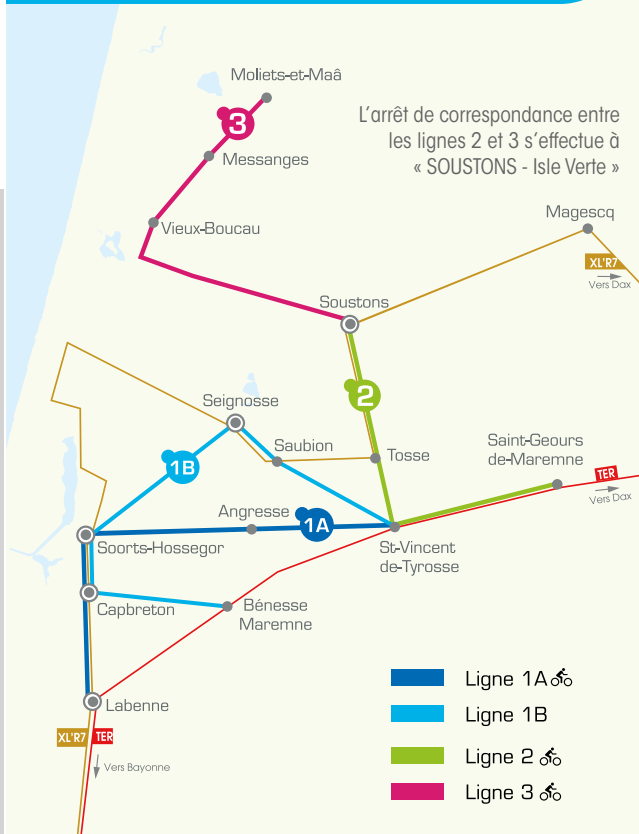 Moliets-et-Maâ
3
L'arrêt de correspondance entre
les lignes 2 et 3 s'effectue à
« SOUSTONS - Isle Verte »
Messanges
Magescq
Vieux-Boucau
XL'R7
Vers Dax
Soustons
2
Seignosse
Saubion
Tosse
Saint-Geours
de-Maremne
1B
TER
Vers Dax
Angresse
1A
Soorts-Hossegor
St-Vincent
de-Tyrosse
Capbreton
Bénesse
Maremne
Labenne
XL'R7
TER
Vers Bayonne
Ligne 1A
Ligne 1B
Ligne 2
Ligne 3